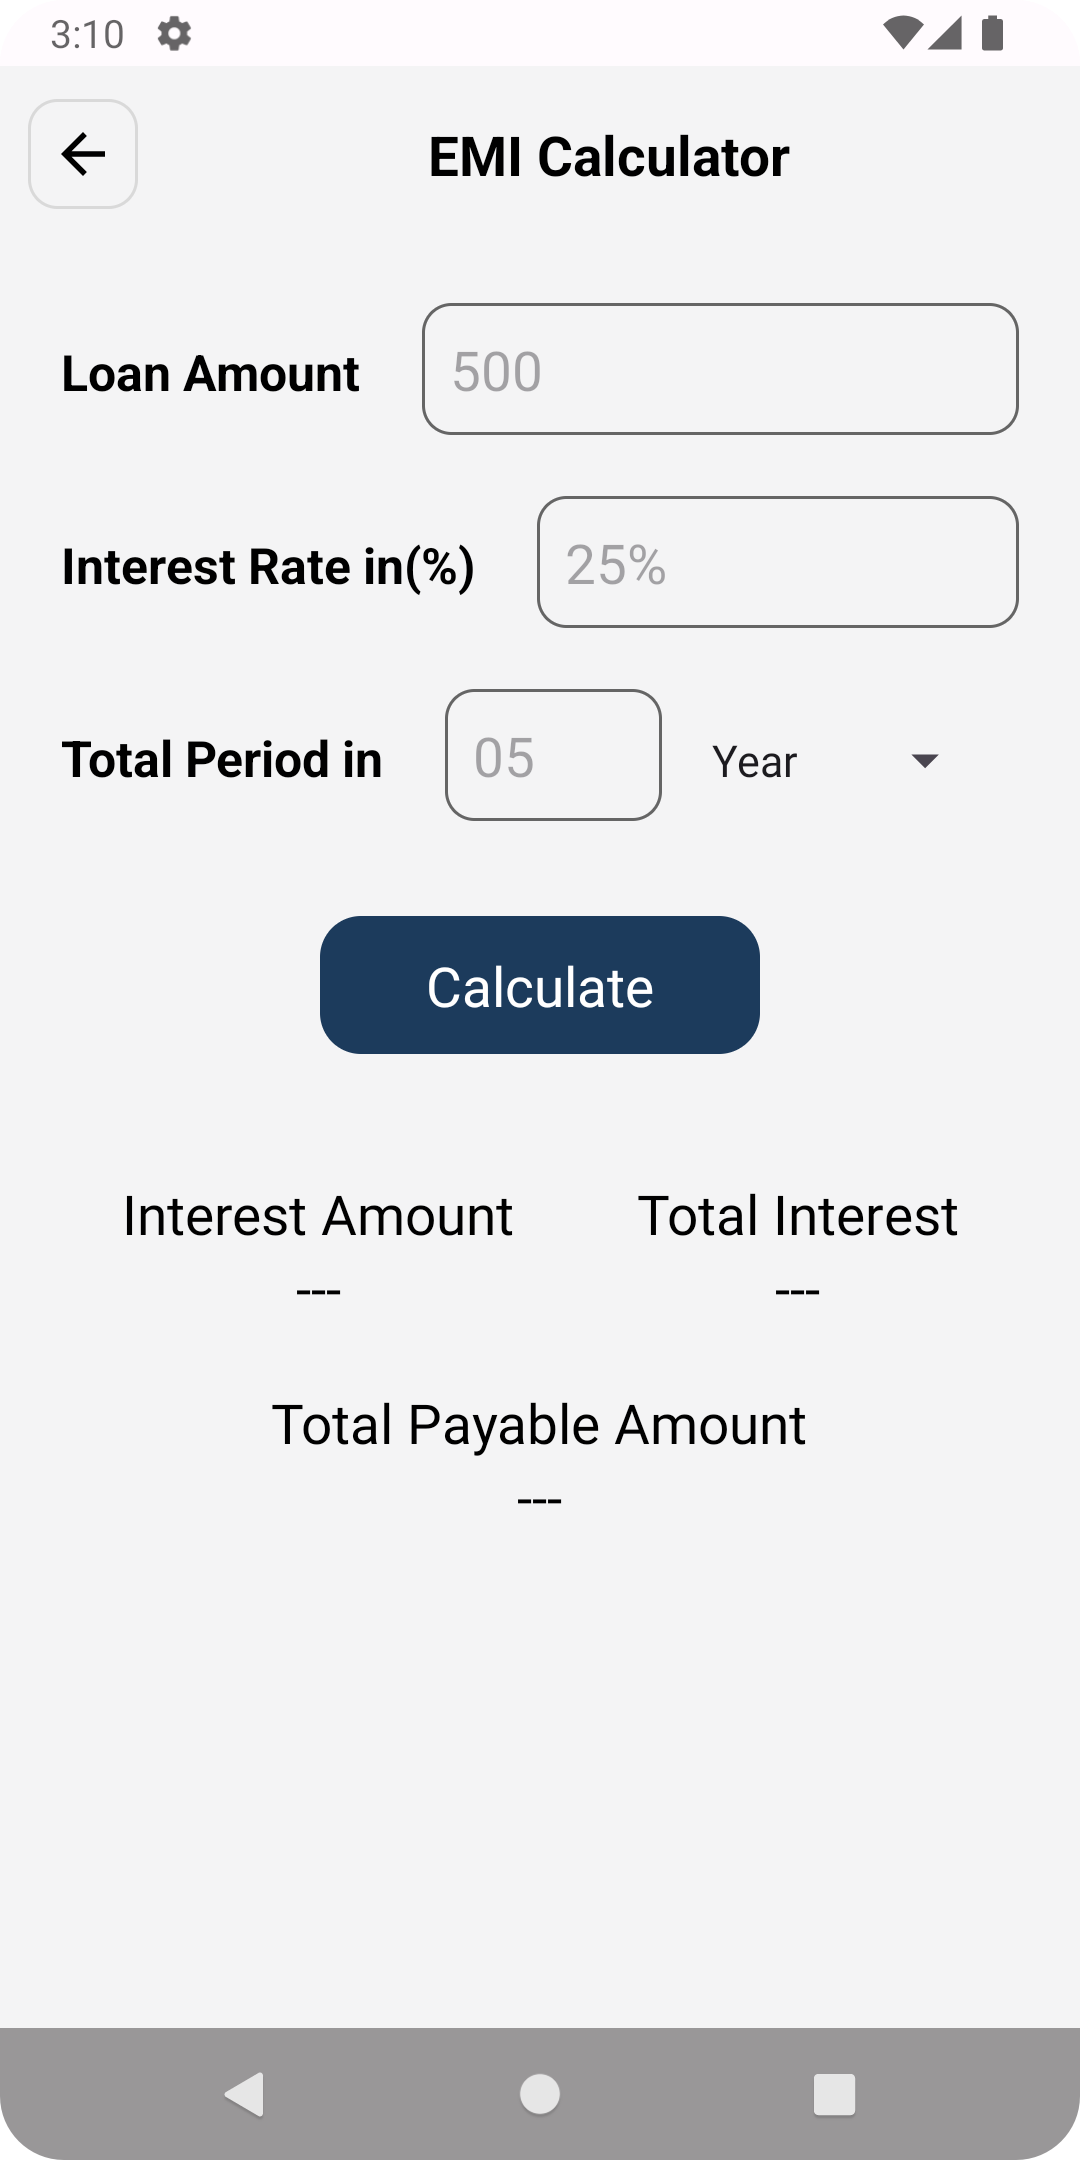 3:10
EMI Calculator
Loan Amount 500
Interest Rate in(%) 25%
Total Period in 05 Year
Calculate
Interest Amount Total Interest
--- ---
Total Payable Amount
---